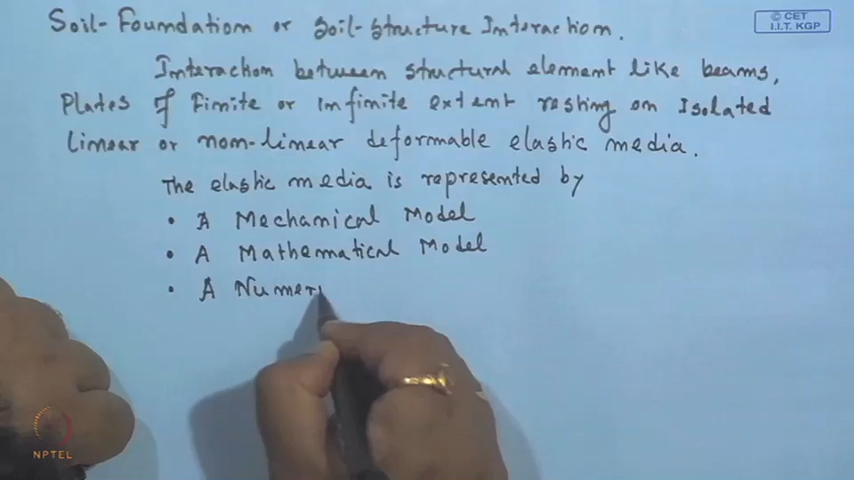 Soil-Foundation or Soil-Structure Interaction.
© CET
I.I.T. KGP
Interaction between structural element like beams,
Plates of Finite or infinite extent resting on Isolated
linear or non-linear deformable elastic media.
The elastic media is represented by
• A Mechanical Model
• A Mathematical Model
• A Numer
NPTEL